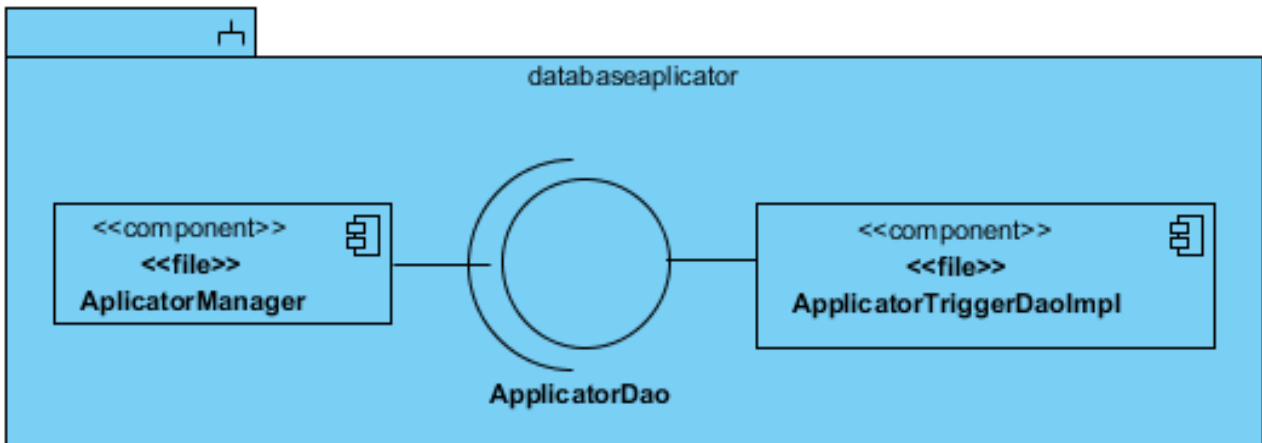 databaseaplicator
<<component>>
<<file>>
AplicatorManager
<<component>>
<<file>>
ApplicatorTriggerDaoImpl
ApplicatorDao